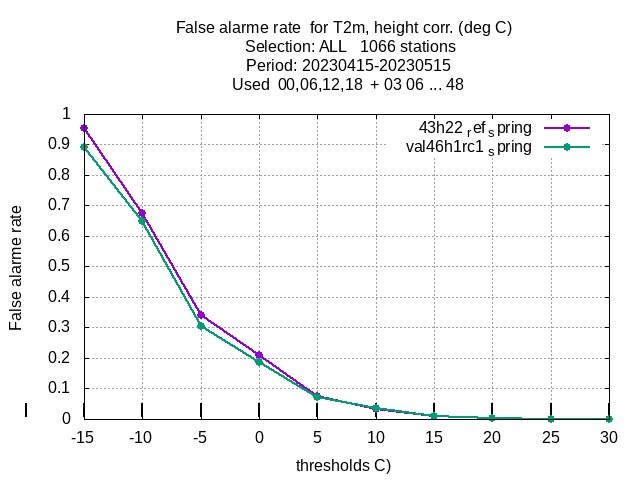 False alarme rate  for T2m, height corr. (deg C)
Selection: ALL   1066 stations
Period: 20230415-20230515
Used  00,06,12,18  + 03 06 ... 48
43h22 ref spring
val46h1rc1 spring
1
0.9
0.8
0.7
0.6
0.5
0.4
0.3
0.2
0.1
0
False alarme rate
-15 -10 -5 0 5 10 15 20 25 30
thresholds C)